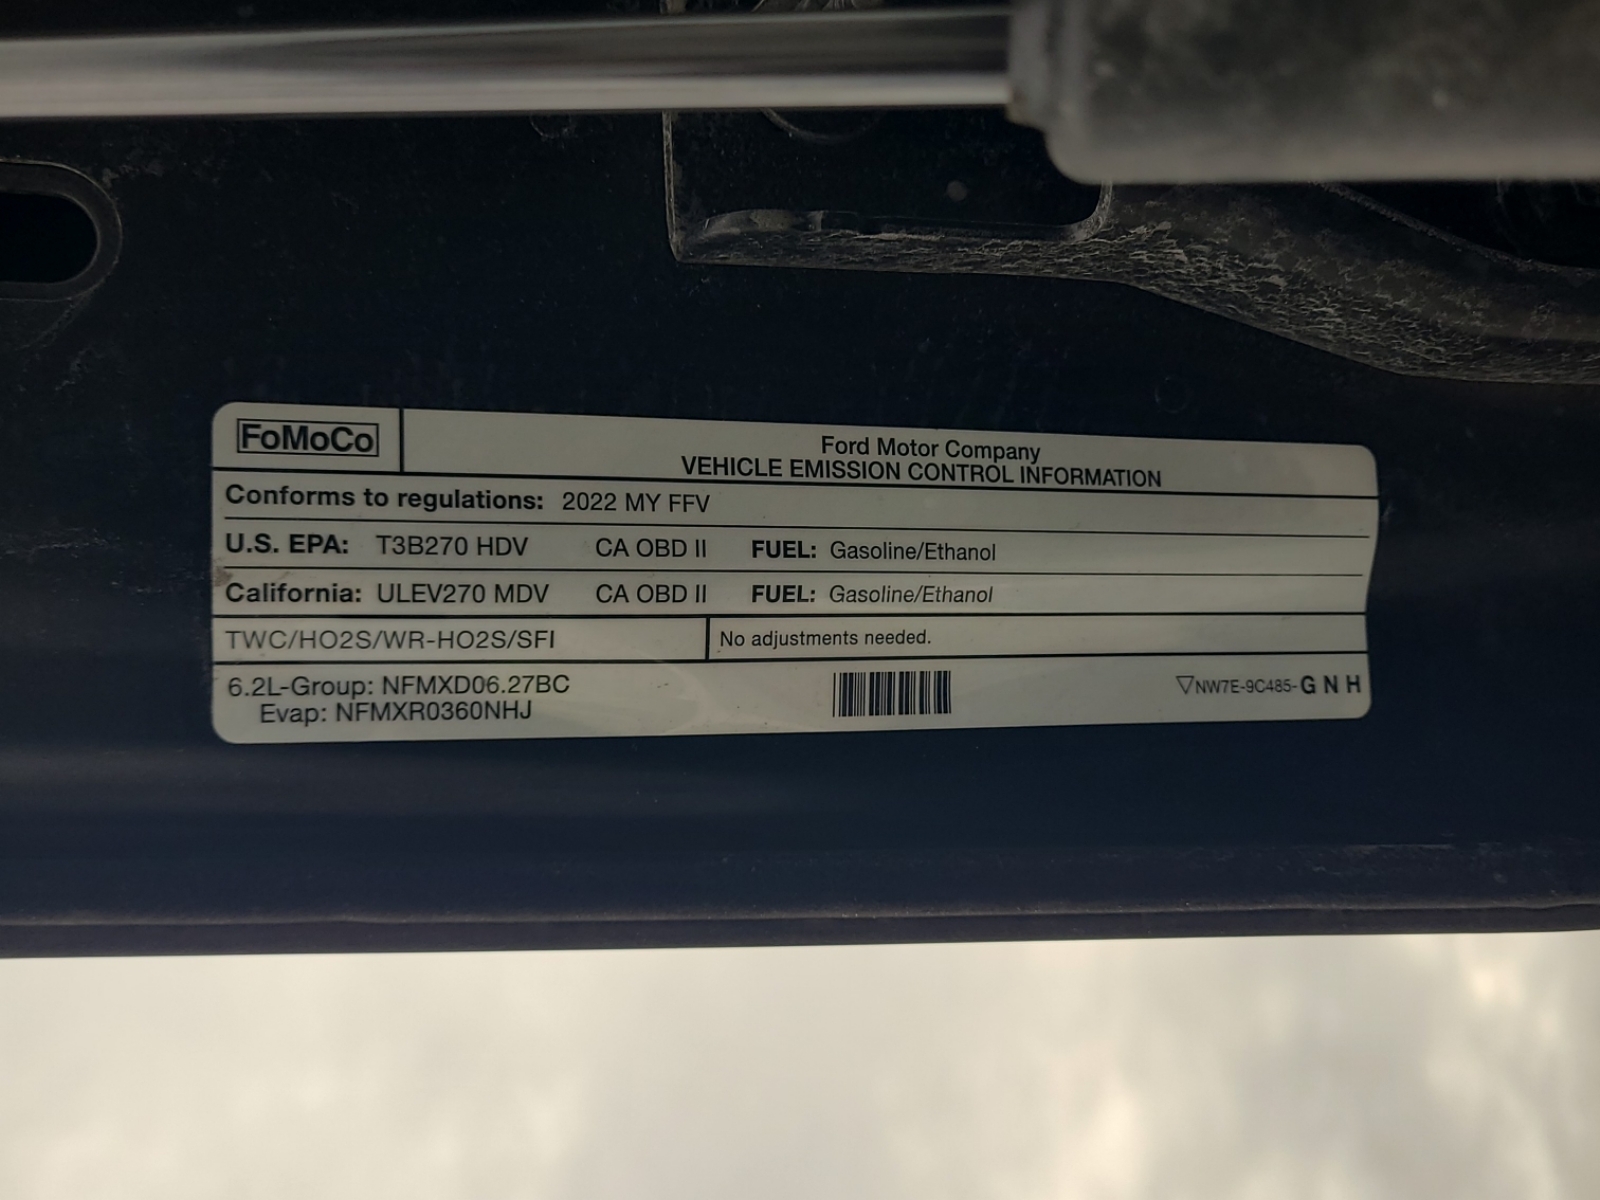 FoMoCo
Ford Motor Company
VEHICLE EMISSION CONTROL INFORMATION
Conforms to regulations: 2022 MY FFV
U.S. EPA: T3B270 HDV CA OBD II FUEL: Gasoline/Ethanol
California: ULEV270 MDV CA OBD II FUEL: Gasoline/Ethanol
TWC/HO2S/WR-HO2S/SFI No adjustments needed.
6.2L-Group: NFMXD06.27BC
Evap: NFMXR0360NHJ
▽NW7E-9C485-G N H